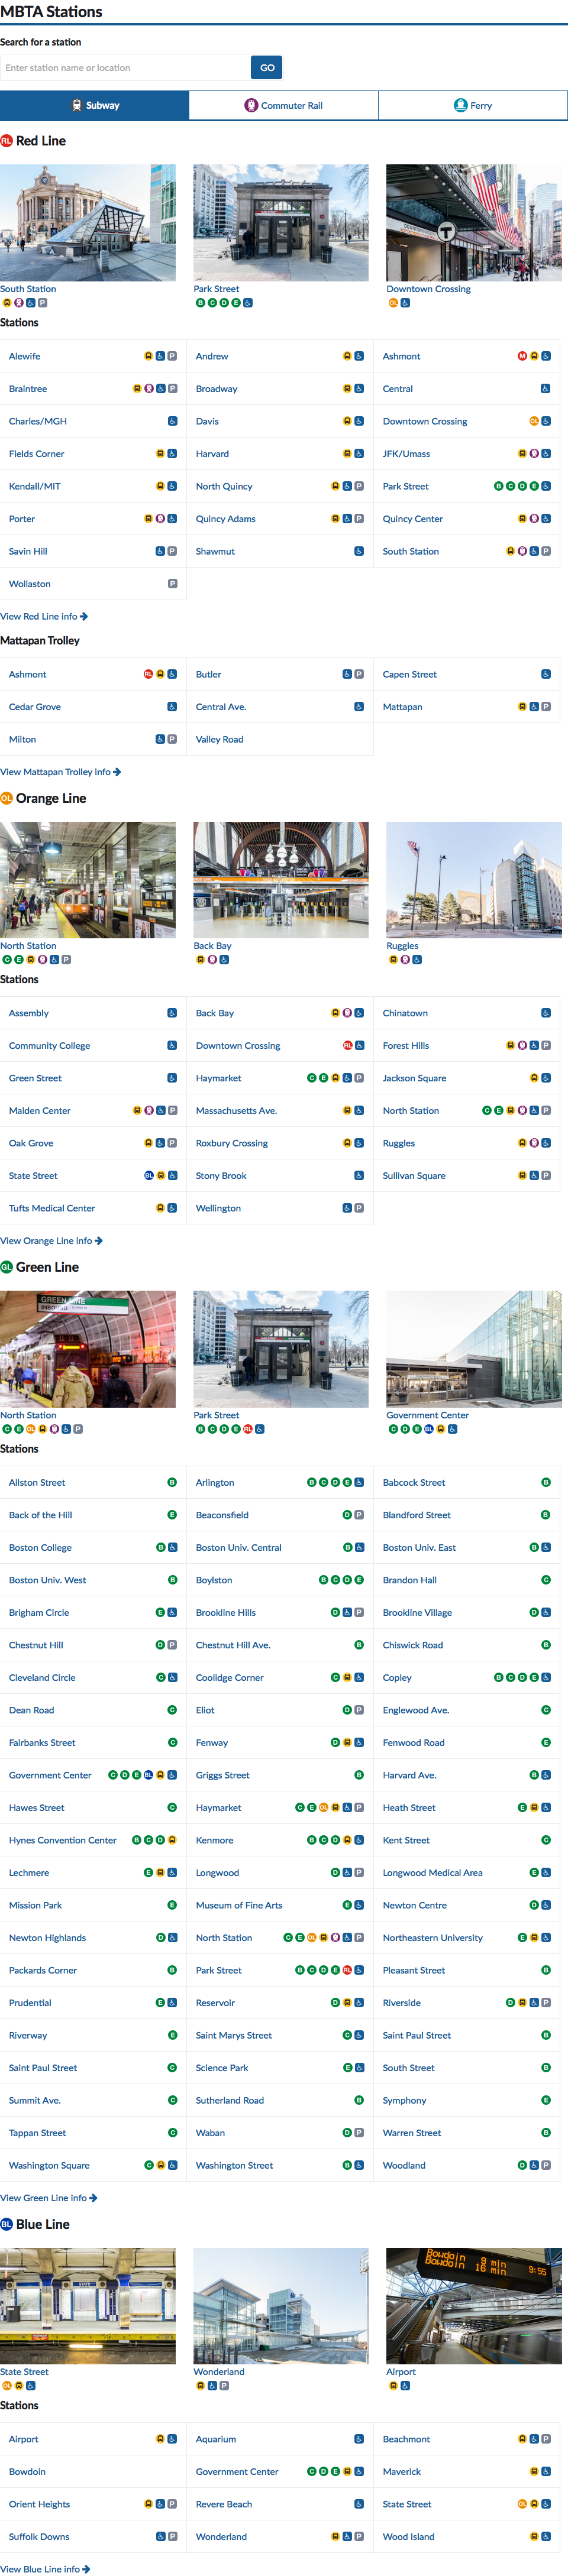 MBTA Stations
Search for a station
Enter station name or location GO
Subway Commuter Rail Ferry
RL Red Line
T
South Station Park Street Downtown Crossing
P B C D E OL
Stations
Alewife P Andrew Ashmont M
Braintree P Broadway Central
Charles/MGH Davis Downtown Crossing OL
Fields Corner Harvard JFK/Umass
Kendall/MIT North Quincy P Park Street B C D E
Porter Quincy Adams P Quincy Center
Savin Hill P Shawmut South Station P
Wollaston P
View Red Line info
Mattapan Trolley
Ashmont RL Butler P Capen Street
Cedar Grove Central Ave. Mattapan P
Milton P Valley Road
View Mattapan Trolley info
OL Orange Line
North Station Back Bay Ruggles
C E P
Stations
Assembly Back Bay Chinatown
Community College Downtown Crossing RL Forest Hills P
Green Street Haymarket C E P Jackson Square
Malden Center P Massachusetts Ave. North Station C E P
Oak Grove P Roxbury Crossing Ruggles
State Street BL Stony Brook Sullivan Square P
Tufts Medical Center Wellington P
View Orange Line info
GL Green Line
GREEN LINE
INBOUND
North Station Park Street Government Center
C E OL P B C D E RL C D E BL
Stations
Allston Street B Arlington B C D E Babcock Street B
Back of the Hill E Beaconsfield D P Blandford Street B
Boston College B Boston Univ. Central B Boston Univ. East B
Boston Univ. West B Boylston B C D E Brandon Hall C
Brigham Circle E Brookline Hills D P Brookline Village D
Chestnut Hill D P Chestnut Hill Ave. B Chiswick Road B
Cleveland Circle C Coolidge Corner C Copley B C D E
Dean Road C Eliot D P Englewood Ave. C
Fairbanks Street C Fenway D Fenwood Road E
Government Center C D E BL Griggs Street B Harvard Ave. B
Hawes Street C Haymarket C E OL P Heath Street E
Hynes Convention Center B C D Kenmore B C D Kent Street C
Lechmere E Longwood D P Longwood Medical Area E
Mission Park E Museum of Fine Arts E Newton Centre D
Newton Highlands D North Station C E OL P Northeastern University E
Packards Corner B Park Street B C D E RL Pleasant Street B
Prudential E Reservoir D Riverside D P
Riverway E Saint Marys Street C Saint Paul Street B
Saint Paul Street C Science Park E South Street B
Summit Ave. C Sutherland Road B Symphony E
Tappan Street C Waban D P Warren Street B
Washington Square C Washington Street B Woodland D P
View Green Line info
BL Blue Line
Bowdoin 9 min
Bowdoin 16 min 9:55
State Street Wonderland Airport
OL P
Stations
Airport Aquarium Beachmont P
Bowdoin Government Center C D E Maverick
Orient Heights P Revere Beach State Street OL
Suffolk Downs P Wonderland P Wood Island
View Blue Line info